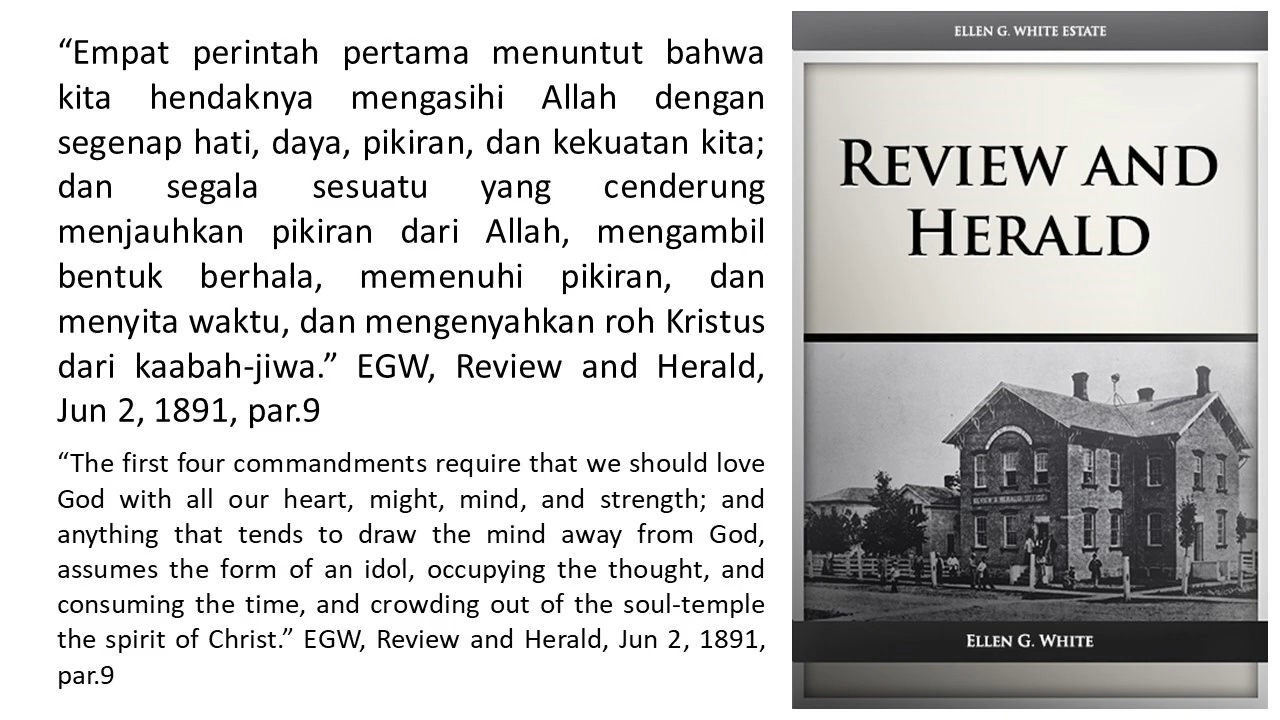 “Empat perintah pertama menuntut bahwa
kita hendaknya mengasihi Allah dengan
segenap hati, daya, pikiran, dan kekuatan kita;
dan segala sesuatu yang cenderung
menjauhkan pikiran dari Allah, mengambil
bentuk berhala, memenuhi pikiran, dan
menyita waktu, dan mengenyahkan roh Kristus
dari kaabah-jiwa.” EGW, Review and Herald,
Jun 2, 1891, par.9
“The first four commandments require that we should love
God with all our heart, might, mind, and strength; and
anything that tends to draw the mind away from God,
assumes the form of an idol, occupying the thought, and
consuming the time, and crowding out of the soul-temple
the spirit of Christ.” EGW, Review and Herald, Jun 2, 1891,
par.9
ELLEN G. WHITE ESTATE
REVIEW AND
HERALD
ELLEN G. WHITE